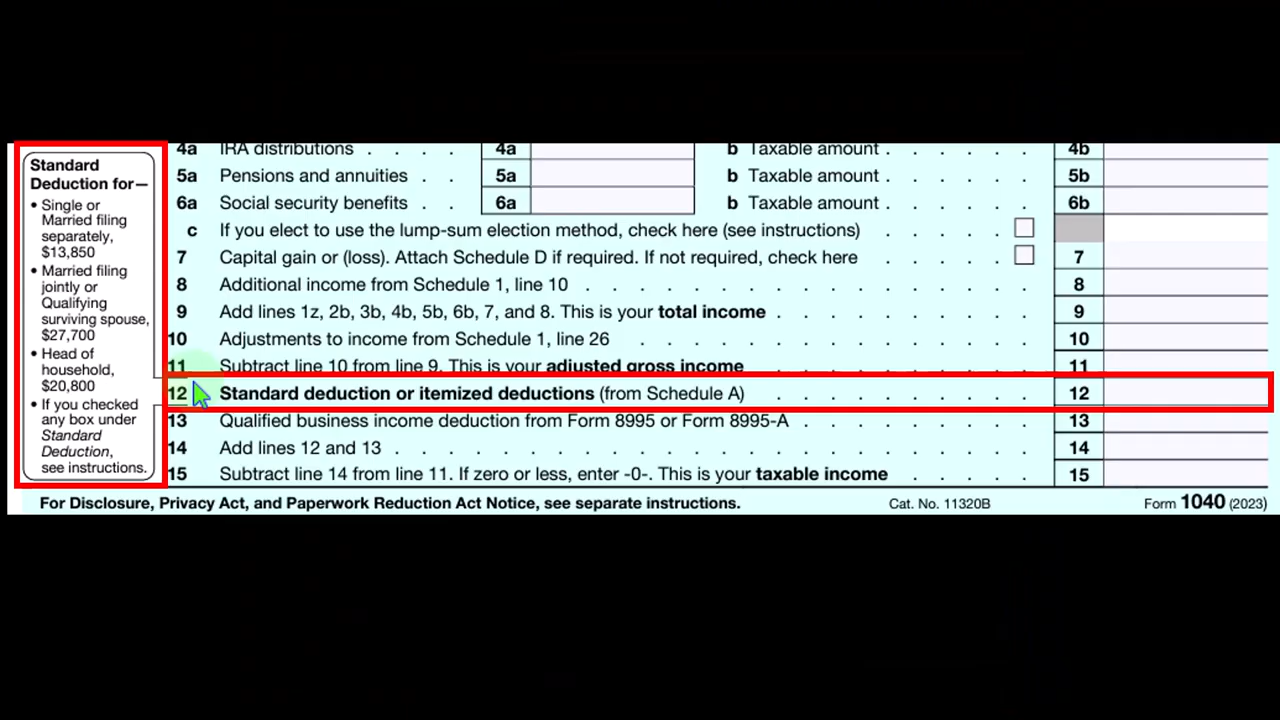 Standard
Deduction for—
• Single or
Married filing
separately,
$13,850
• Married filing
jointly or
Qualifying
surviving spouse,
$27,700
• Head of
household,
$20,800
• If you checked
any box under
Standard
Deduction,
see instructions.
4a IRA distributions . . . . 4a b Taxable amount . . . . . . 4b
5a Pensions and annuities . . 5a b Taxable amount . . . . . . 5b
6a Social security benefits . . 6a b Taxable amount . . . . . . 6b
c If you elect to use the lump-sum election method, check here (see instructions) . . . . .
7 Capital gain or (loss). Attach Schedule D if required. If not required, check here . . . . . 7
8 Additional income from Schedule 1, line 10 . . . . . . . . . . . . . . . . . 8
9 Add lines 1z, 2b, 3b, 4b, 5b, 6b, 7, and 8. This is your total income . . . . . . . . . . 9
10 Adjustments to income from Schedule 1, line 26 . . . . . . . . . . . . . . . 10
11 Subtract line 10 from line 9. This is your adjusted gross income . . . . . . . . . . 11
12 Standard deduction or itemized deductions (from Schedule A) . . . . . . . . . . 12
13 Qualified business income deduction from Form 8995 or Form 8995-A . . . . . . . . . 13
14 Add lines 12 and 13 . . . . . . . . . . . . . . . . . . . . . . . . 14
15 Subtract line 14 from line 11. If zero or less, enter -0-. This is your taxable income . . . . . 15
For Disclosure, Privacy Act, and Paperwork Reduction Act Notice, see separate instructions. Cat. No. 11320B Form 1040 (2023)